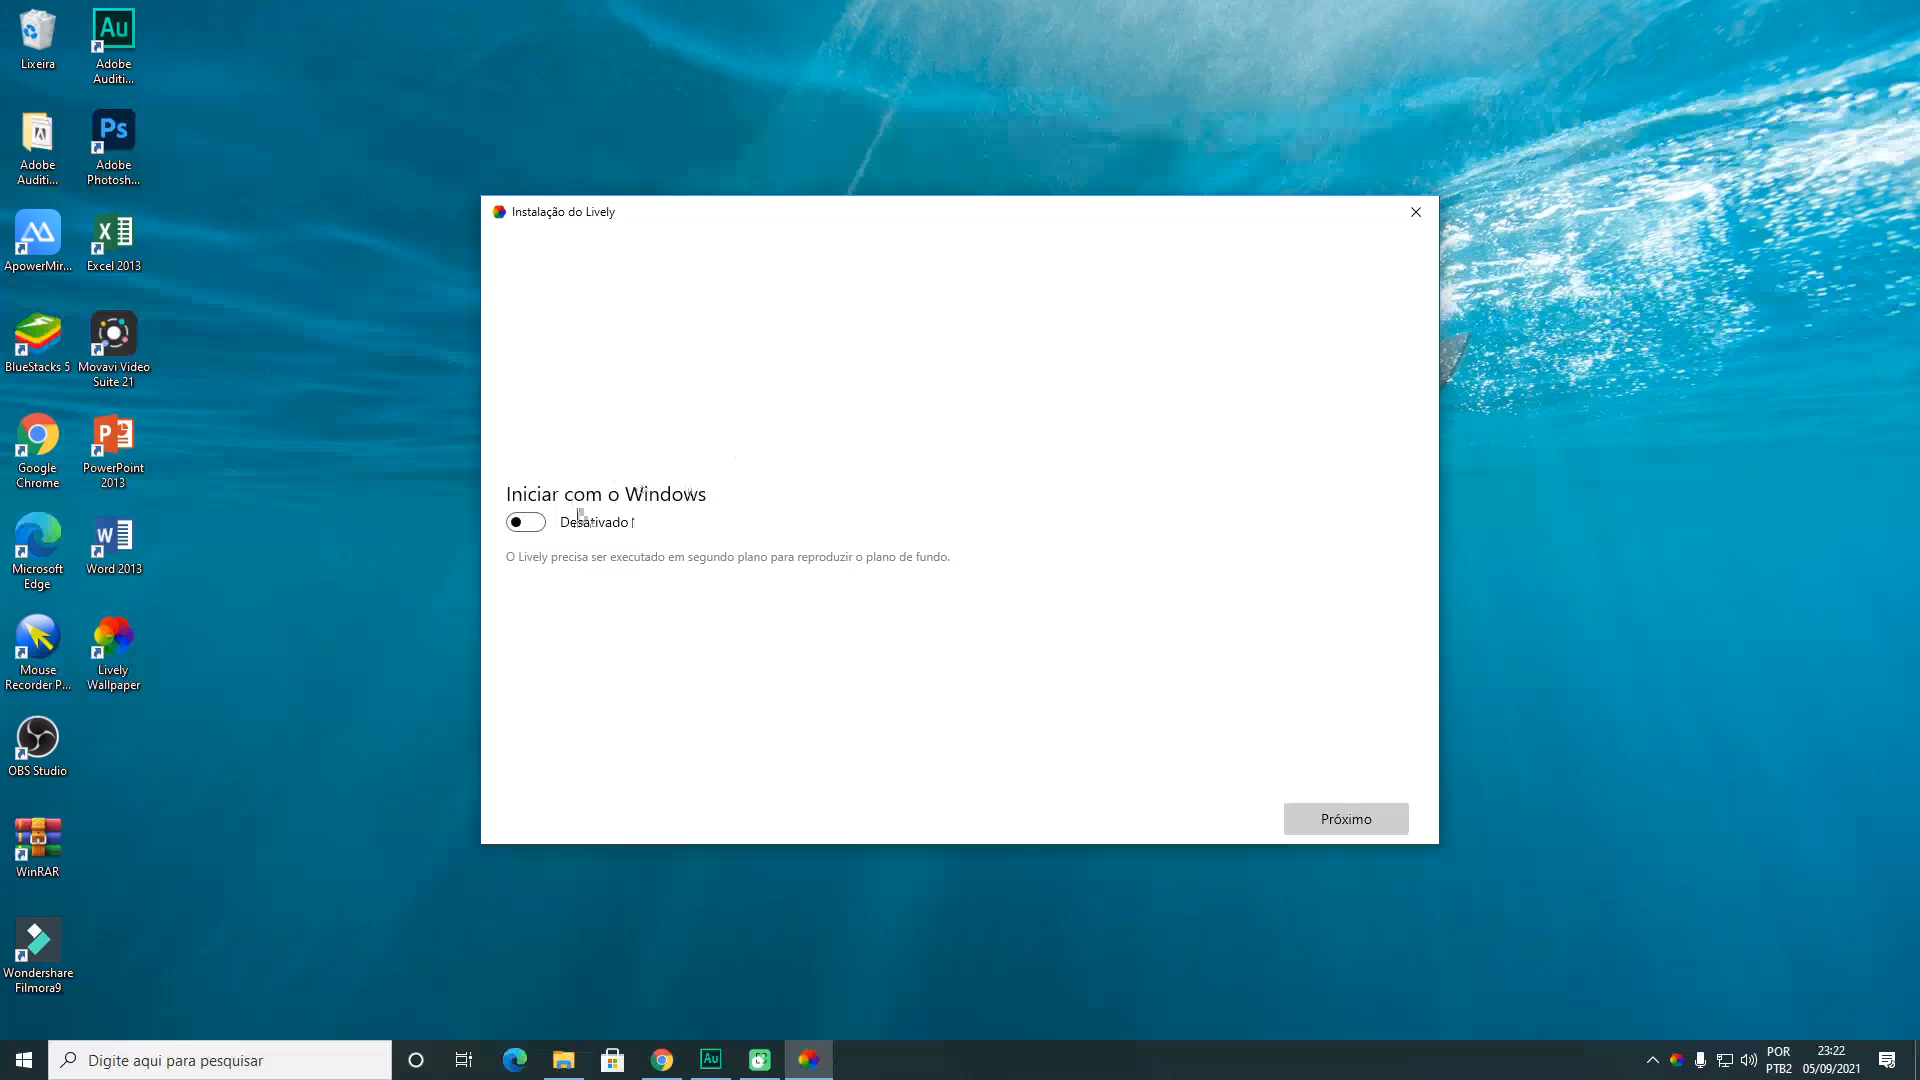 Lixeira
Au
Adobe
Auditi...
Adobe
Auditi...
Ps
Adobe
Photosh...
ApowerMir...
Excel 2013
BlueStacks 5
Movavi Video
Suite 21
Google
Chrome
PowerPoint
2013
Microsoft
Edge
Word 2013
Mouse
Recorder P...
Lively
Wallpaper
OBS Studio
WinRAR
Wondershare
Filmora9
Instalação do Lively
Iniciar com o Windows
Desativado
O Lively precisa ser executado em segundo plano para reproduzir o plano de fundo.
Próximo
Digite aqui para pesquisar
Au
POR
PTB2
23:22
05/09/2021